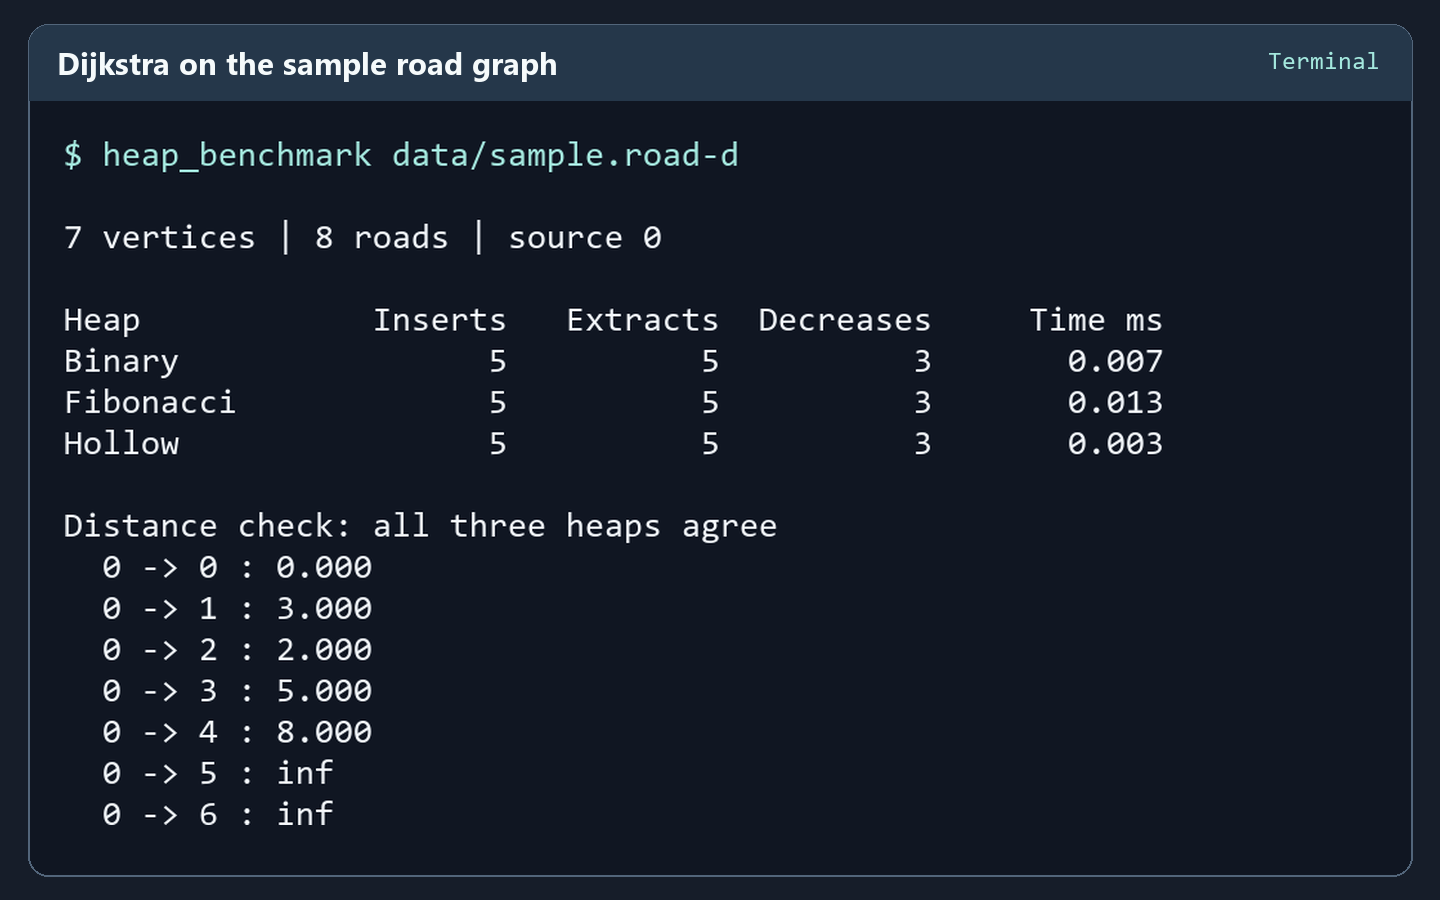 Dijkstra on the sample road graph
Terminal
$ heap_benchmark data/sample.road-d
7 vertices | 8 roads | source 0
Heap Inserts Extracts Decreases Time ms
Binary 5 5 3 0.007
Fibonacci 5 5 3 0.013
Hollow 5 5 3 0.003
Distance check: all three heaps agree
0 -> 0 : 0.000
0 -> 1 : 3.000
0 -> 2 : 2.000
0 -> 3 : 5.000
0 -> 4 : 8.000
0 -> 5 : inf
0 -> 6 : inf